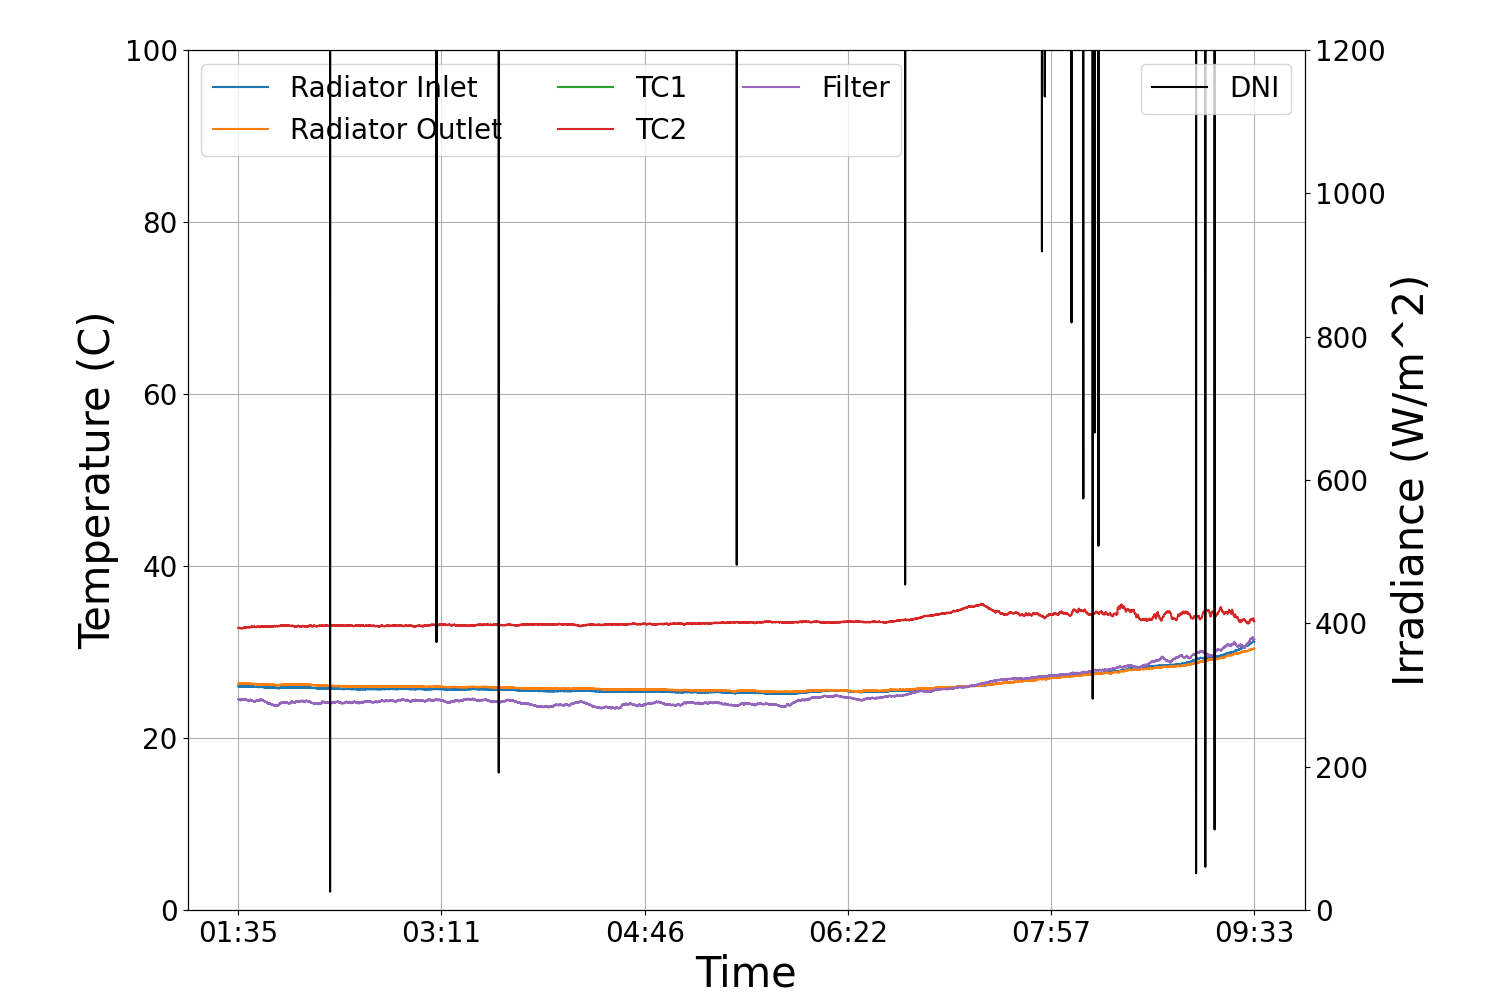 Radiator Inlet
Radiator Outlet
TC1
TC2
Filter
DNI
Temperature (C)
100
80
60
40
20
0
1200
1000
800
600
400
200
0
Irradiance (W/m^2)
01:35 03:11 04:46 06:22 07:57 09:33
Time